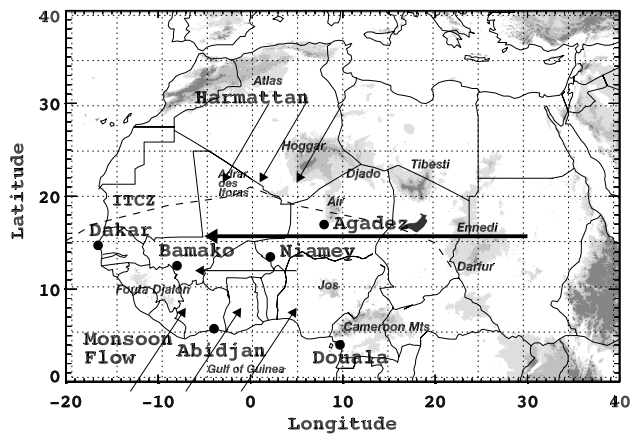 40
Atlas
30
Harmattan
Hoggar
Tibesti
Adrar
des
Iforas
Djado
Latitude
20
ITCZ
Air
Agadez
Ennedi
Dakar
Bamako
Niamey
Darfur
10
Fouta Djalon
Jos
Monsoon
Flow
Cameroon Mts
Abidjan
Douala
Gulf of Guinea
0
-20
-10
0
10
20
30
40
Longitude